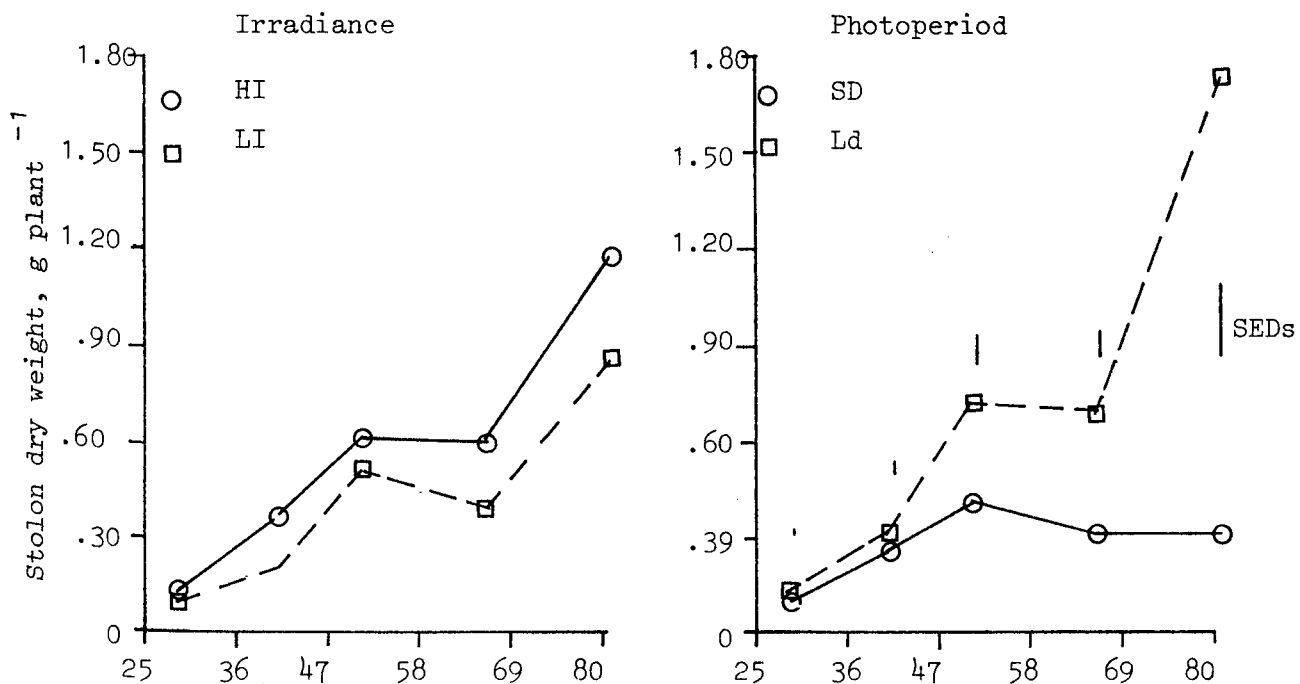 Irradiance
Photoperiod
Stolon dry weight, g plant -1
1.80
1.50
1.20
.90
.60
.30
0
HI
LI
25 36 47 58 69 80
1.80
1.50
1.20
.90
.60
.39
0
SD
Ld
SEDs
25 36 47 58 69 80